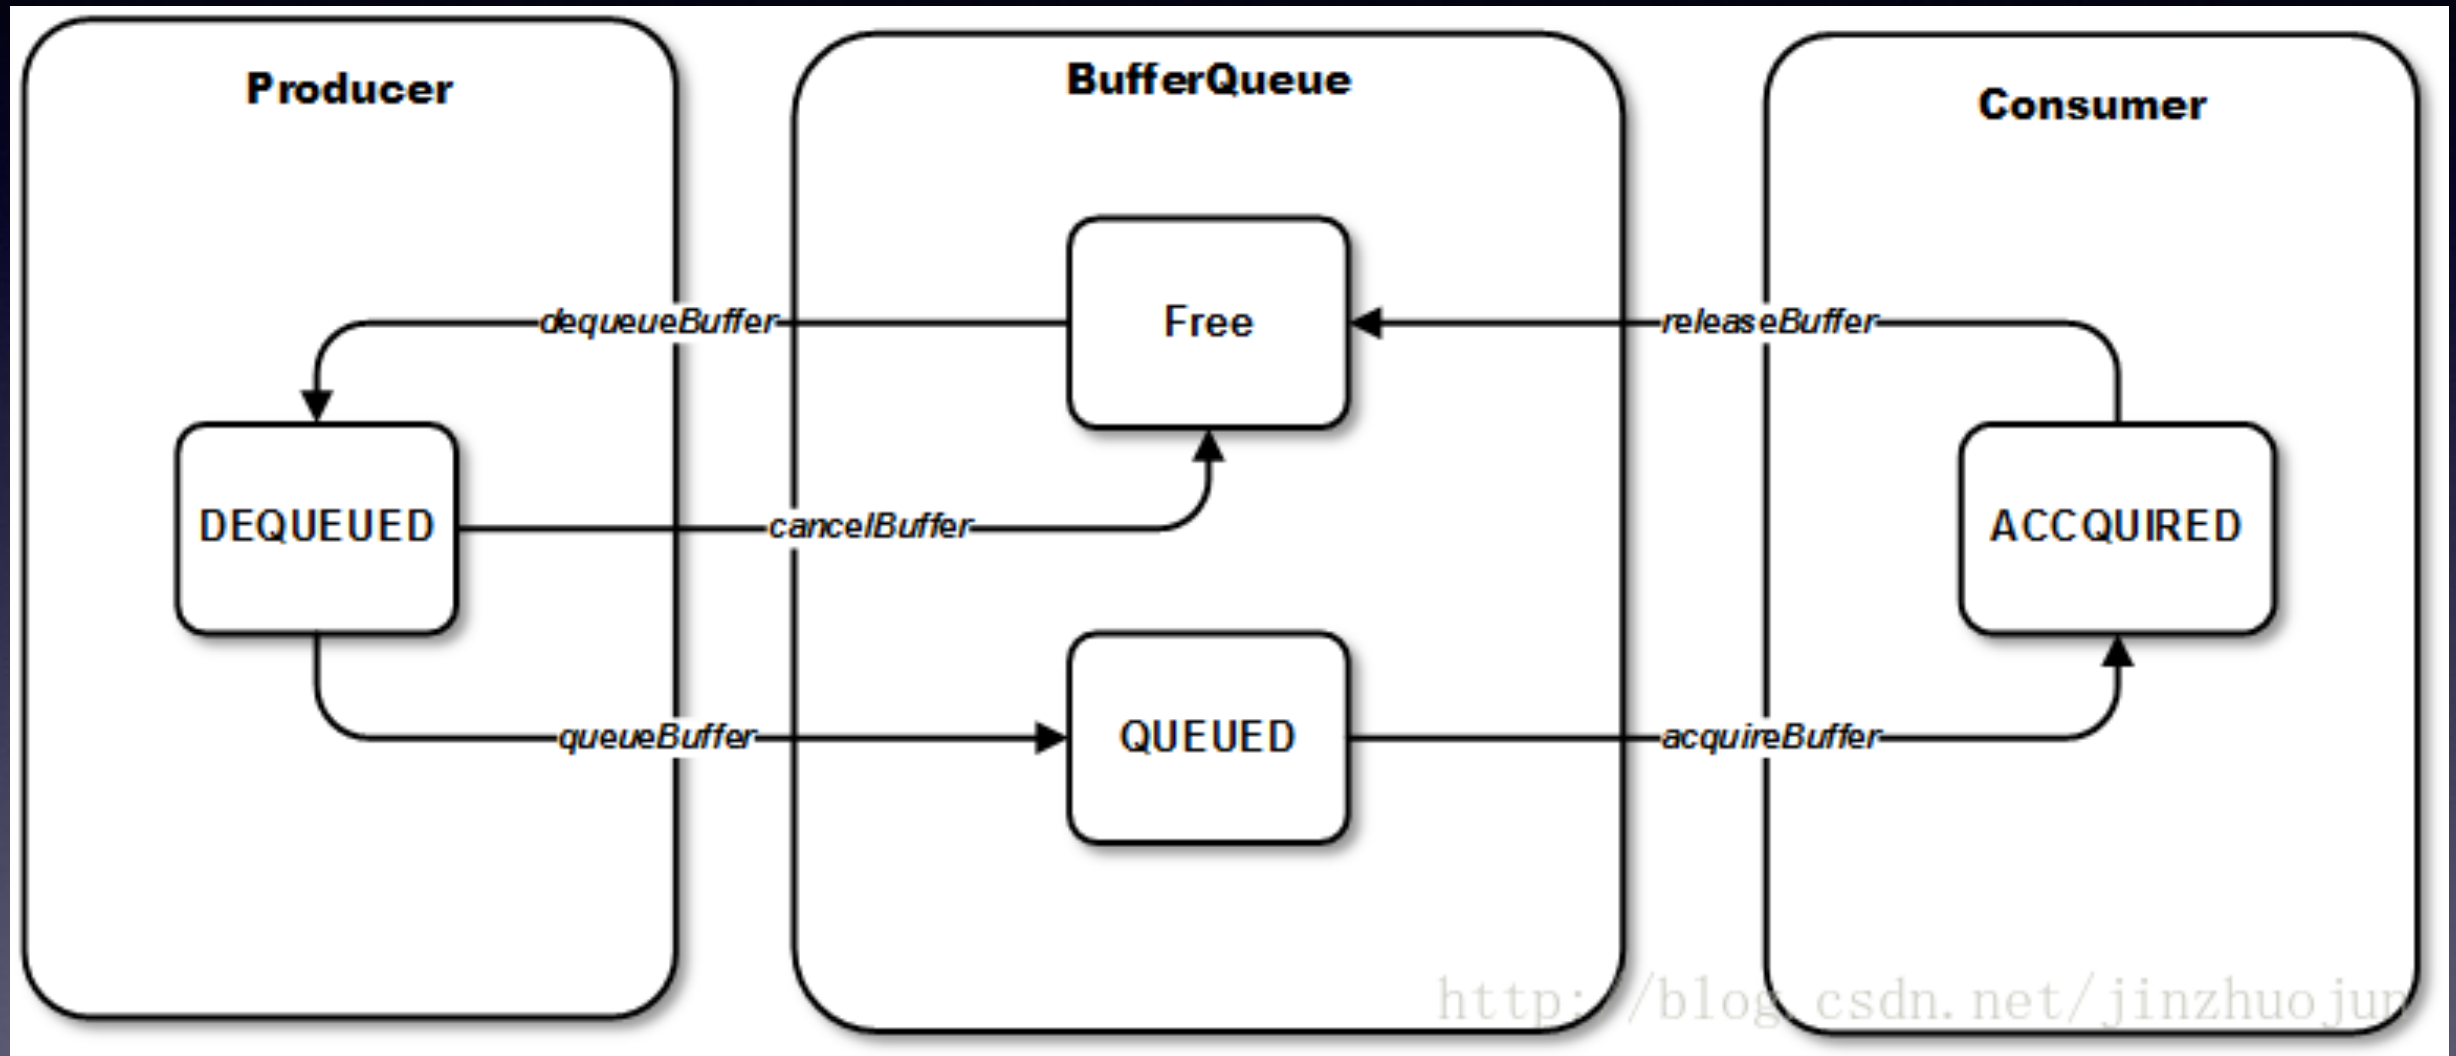 Producer
BufferQueue
Consumer
Free
dequeueBuffer
releaseBuffer
DEQUEUED
cancelBuffer
ACCQUIRED
queueBuffer
QUEUED
acquireBuffer
http://blog.csdn.net/jinzhuojun